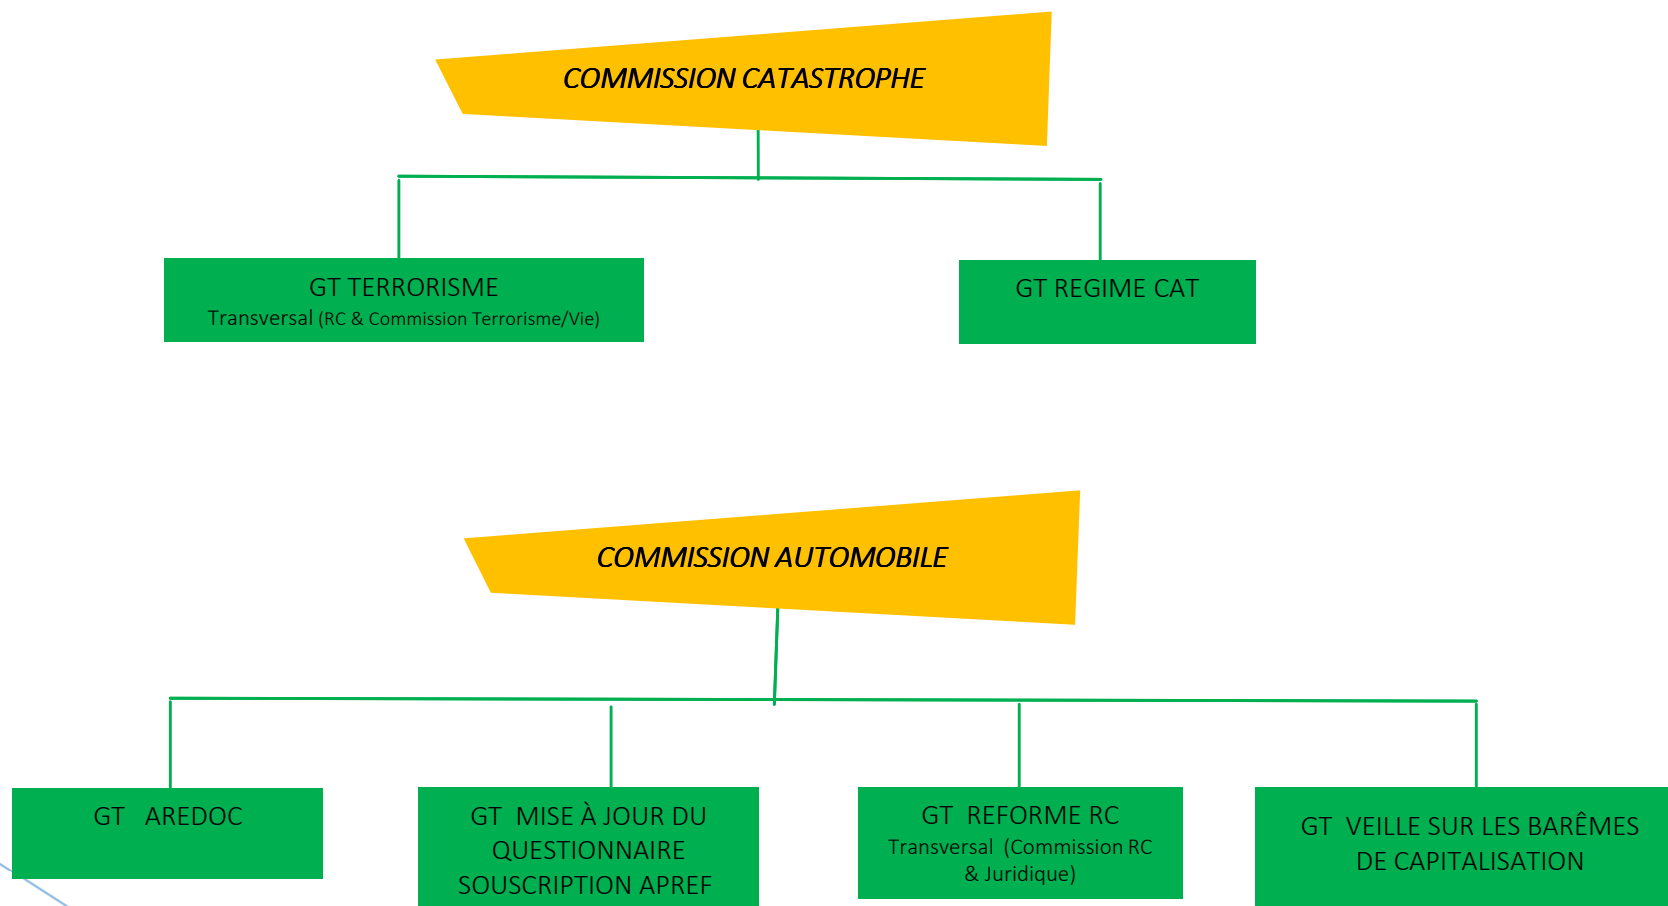 COMMISSION CATASTROPHE
GT TERRORISME
Transversal (RC & Commission Terrorisme/Vie)
GT REGIME CAT
COMMISSION AUTOMOBILE
GT AREDOC
GT MISE À JOUR DU
QUESTIONNAIRE
SOUSCRIPTION APREF
GT REFORME RC
Transversal (Commission RC
& Juridique)
GT VEILLE SUR LES BARÊMES
DE CAPITALISATION